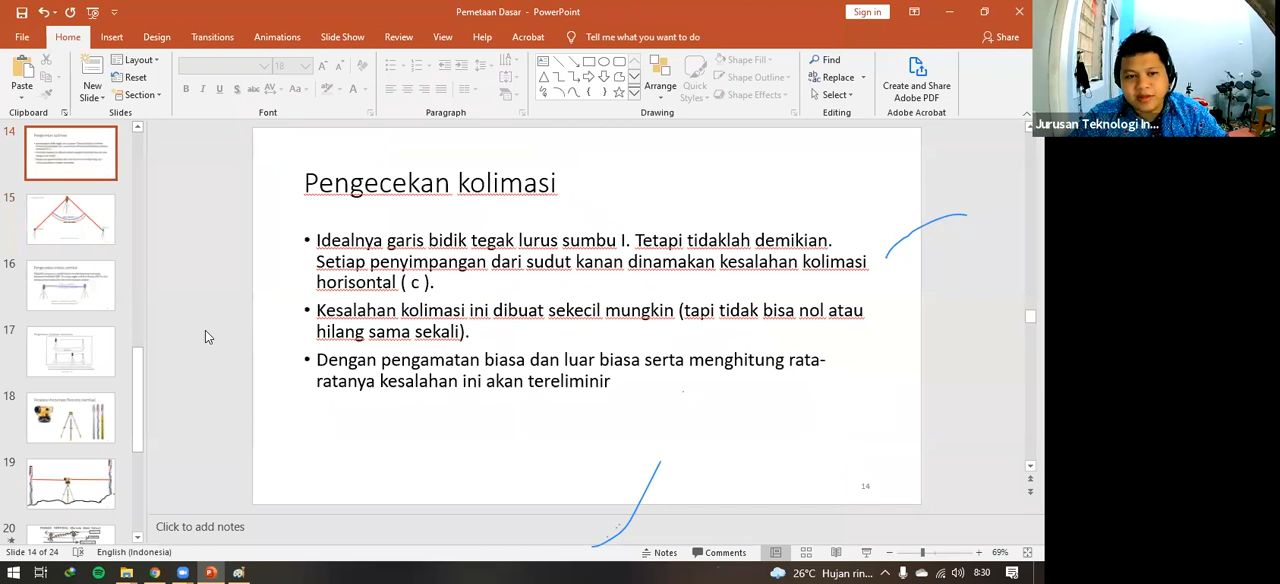 Pemetaan Dasar - PowerPoint
Sign in
File Home Insert Design Transitions Animations Slide Show Review View Help Acrobat Tell me what you want to do
Share
Paste
New
Slide
Layout
Reset
Section
18
Arrange
Quick
Styles
Shape Fill
Shape Outline
Shape Effects
Find
Replace
Select
Create and Share
Adobe PDF
Clipboard Slides Font Paragraph Drawing Editing Adobe Acrobat
Jurusan Teknologi In...
14
15
16
17
18
19
20
Pengecekan kolimasi
• Idealnya garis bidik tegak lurus sumbu I. Tetapi tidaklah demikian.
Setiap penyimpangan dari sudut kanan dinamakan kesalahan kolimasi
horisontal ( c ).
• Kesalahan kolimasi ini dibuat sekecil mungkin (tapi tidak bisa nol atau
hilang sama sekali).
• Dengan pengamatan biasa dan luar biasa serta menghitung rata-
ratanya kesalahan ini akan tereliminir
14
Click to add notes
Slide 14 of 24 English (Indonesia) Notes Comments 69%
26°C Hujan rin... 8:30